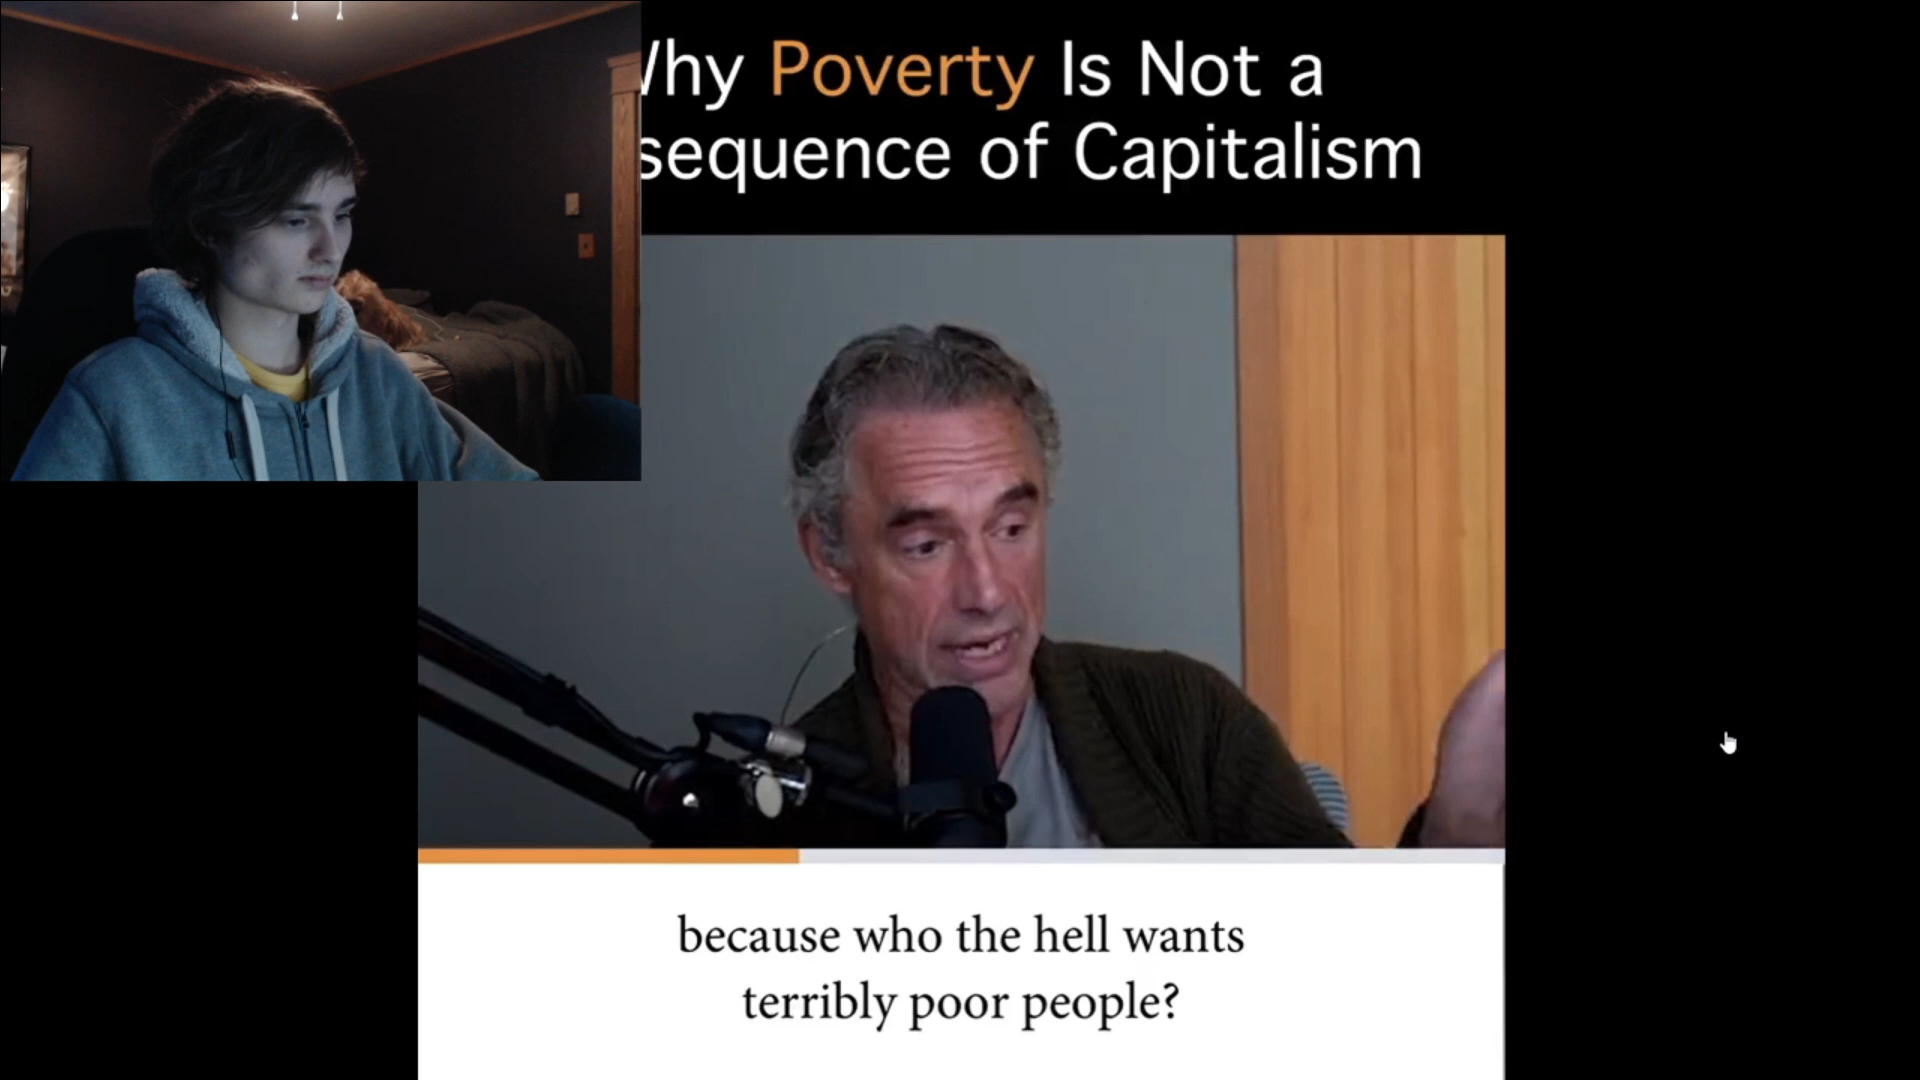 hy Poverty Is Not a
sequence of Capitalism
because who the hell wants
terribly poor people?